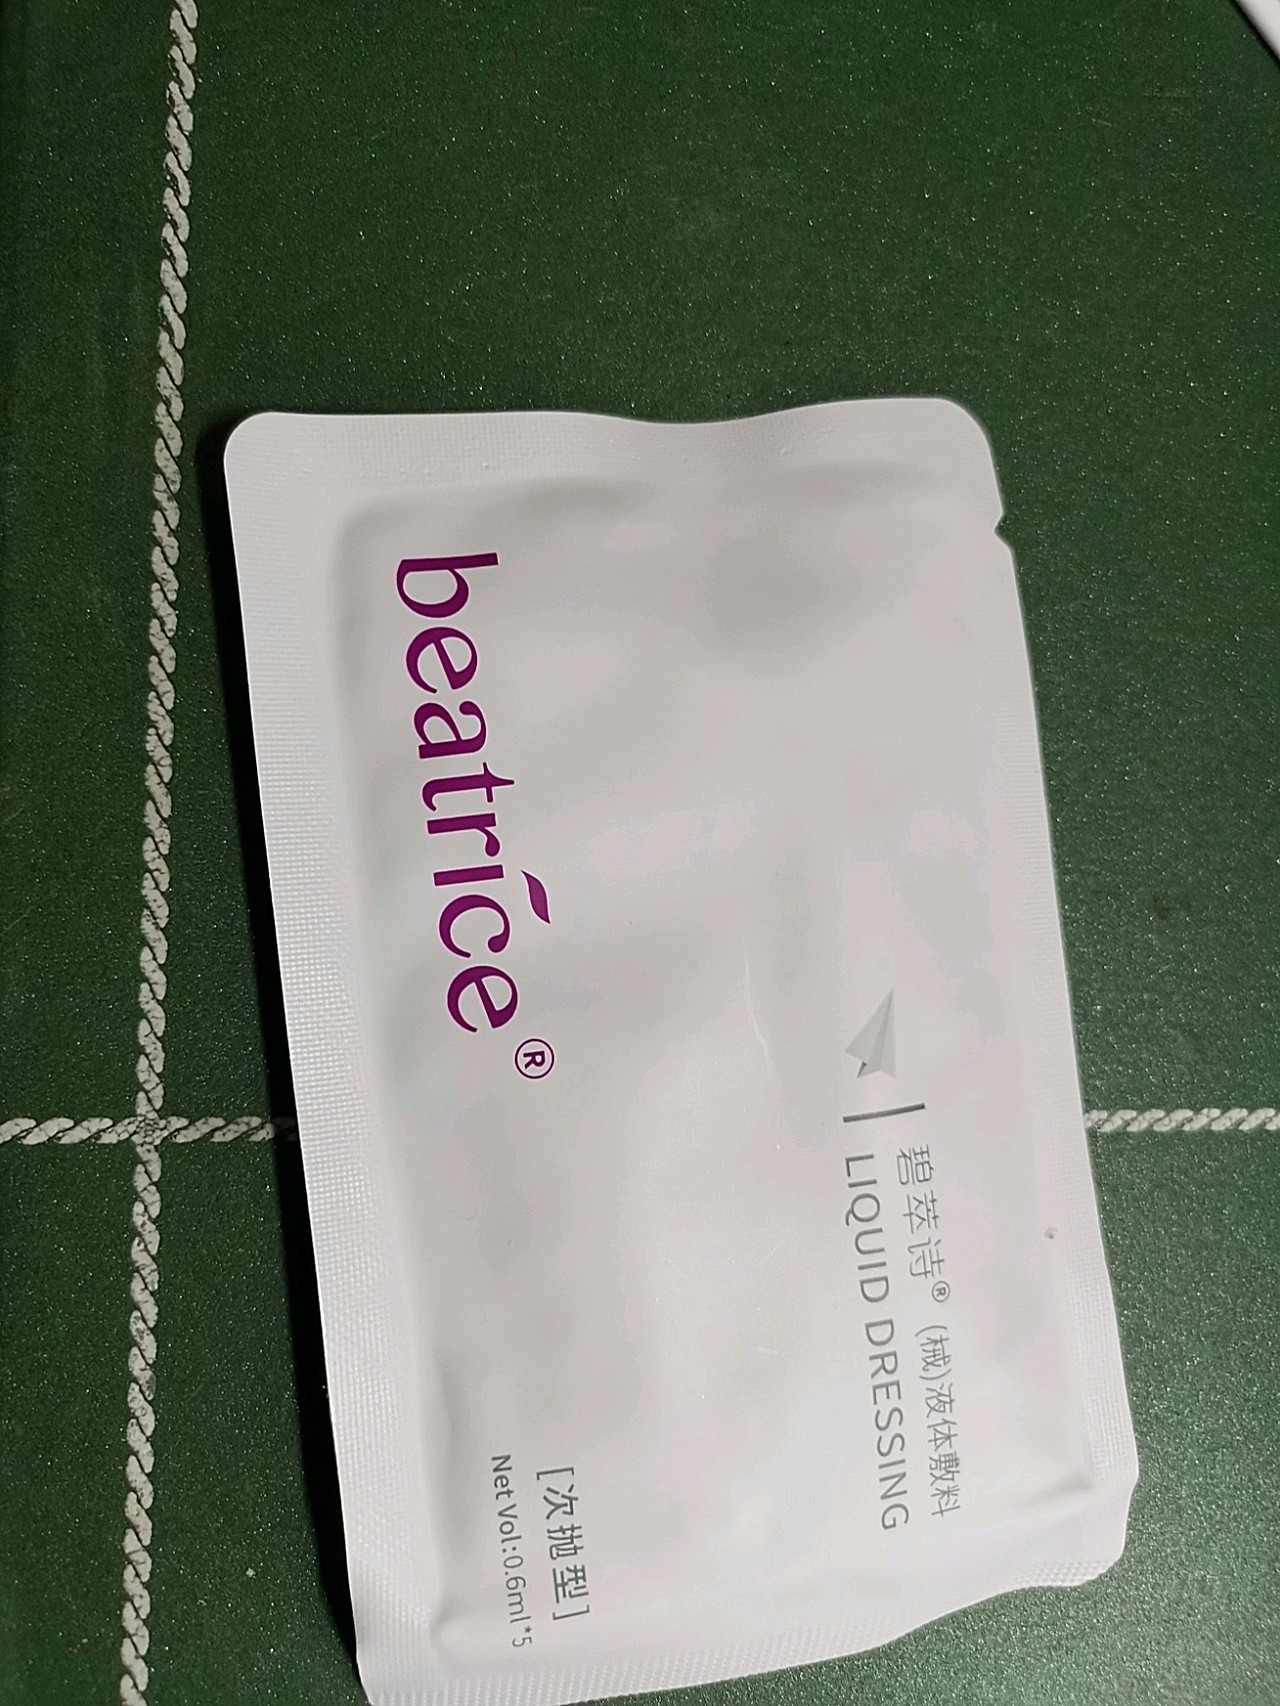 beatrice®
碧萃诗® (械)液体敷料
LIQUID DRESSING
[次抛型]
Net Vol:0.6ml*5